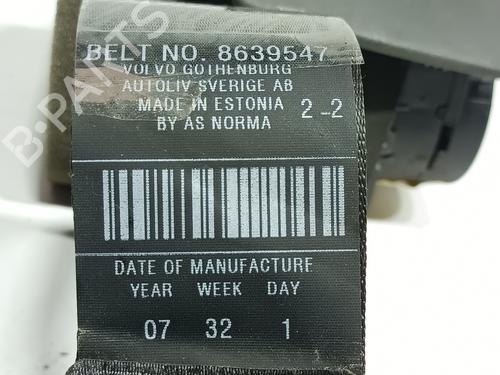 BELT NO. 8639547
VOLVO GOTHENBURG
AUTOLIV SVERIGE AB
MADE IN ESTONIA 2-2
BY AS NORMA
DATE OF MANUFACTURE
YEAR WEEK DAY
07 32 1
B-PARTS